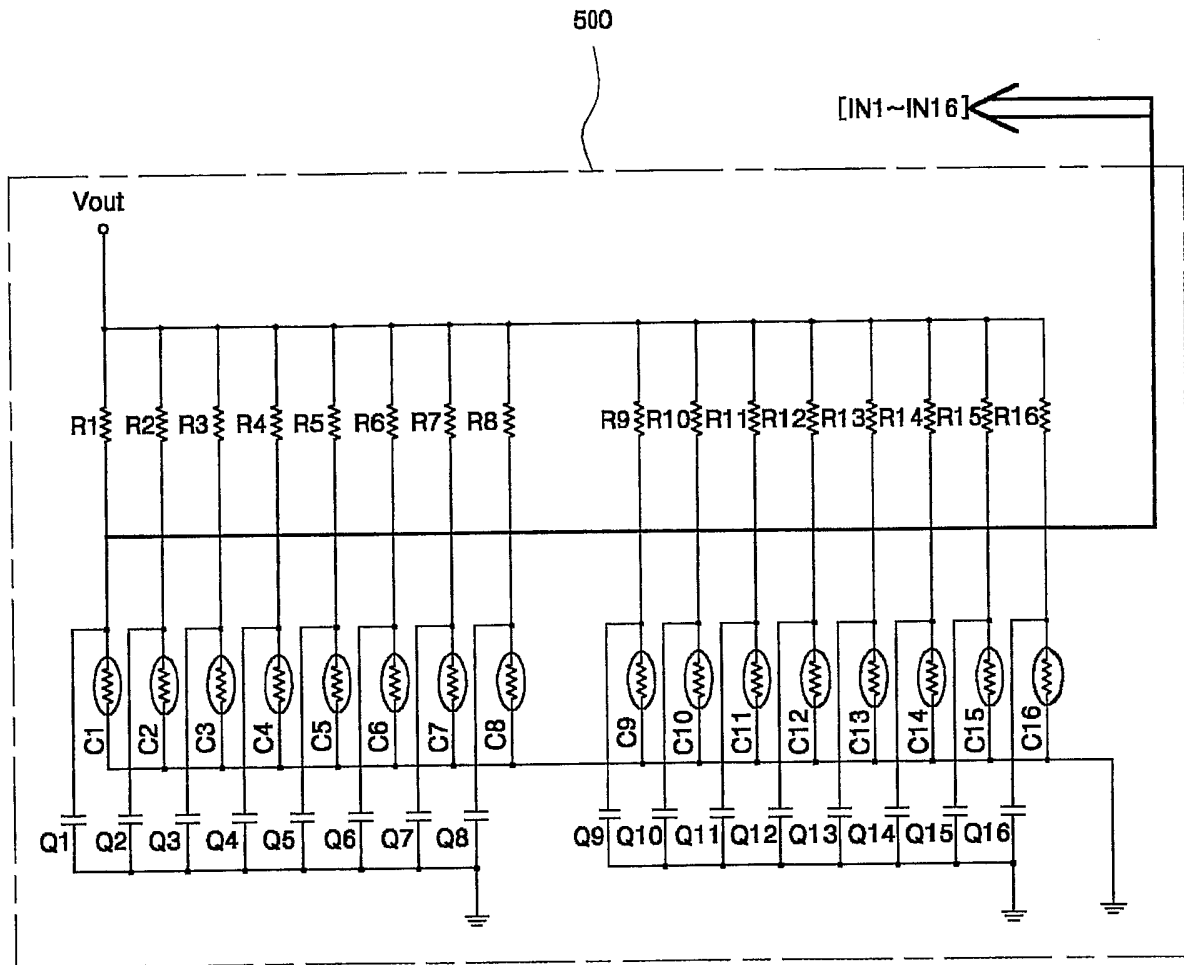 500
[IN1~IN16]
Vout
R1 R2 R3 R4 R5 R6 R7 R8 R9 R10 R11 R12 R13 R14 R15 R16
C1 C2 C3 C4 C5 C6 C7 C8 C9 C10 C11 C12 C13 C14 C15 C16
Q1 Q2 Q3 Q4 Q5 Q6 Q7 Q8 Q9 Q10 Q11 Q12 Q13 Q14 Q15 Q16